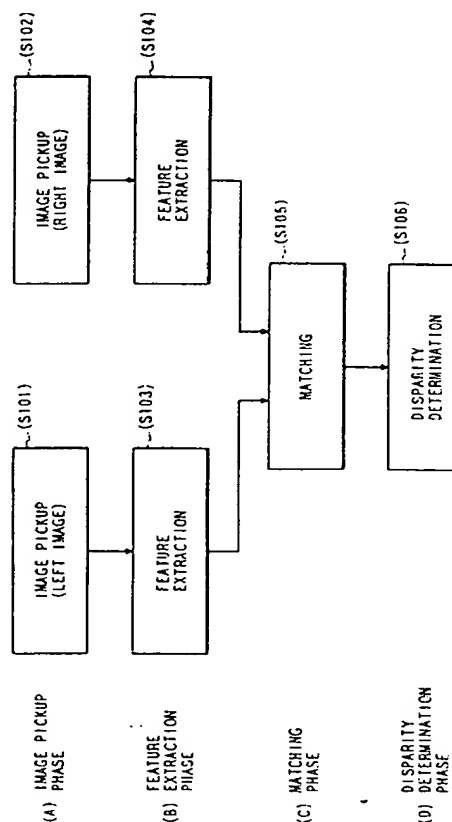 (A) IMAGE PICKUP
PHASE
IMAGE PICKUP
(LEFT IMAGE)
(S101)
IMAGE PICKUP
(RIGHT IMAGE)
(S102)
(B) FEATURE
EXTRACTION
PHASE
FEATURE
EXTRACTION
(S103)
FEATURE
EXTRACTION
(S104)
(C) MATCHING
PHASE
MATCHING
(S105)
(D) DISPARITY
DETERMINATION
PHASE
DISPARITY
DETERMINATION
(S106)